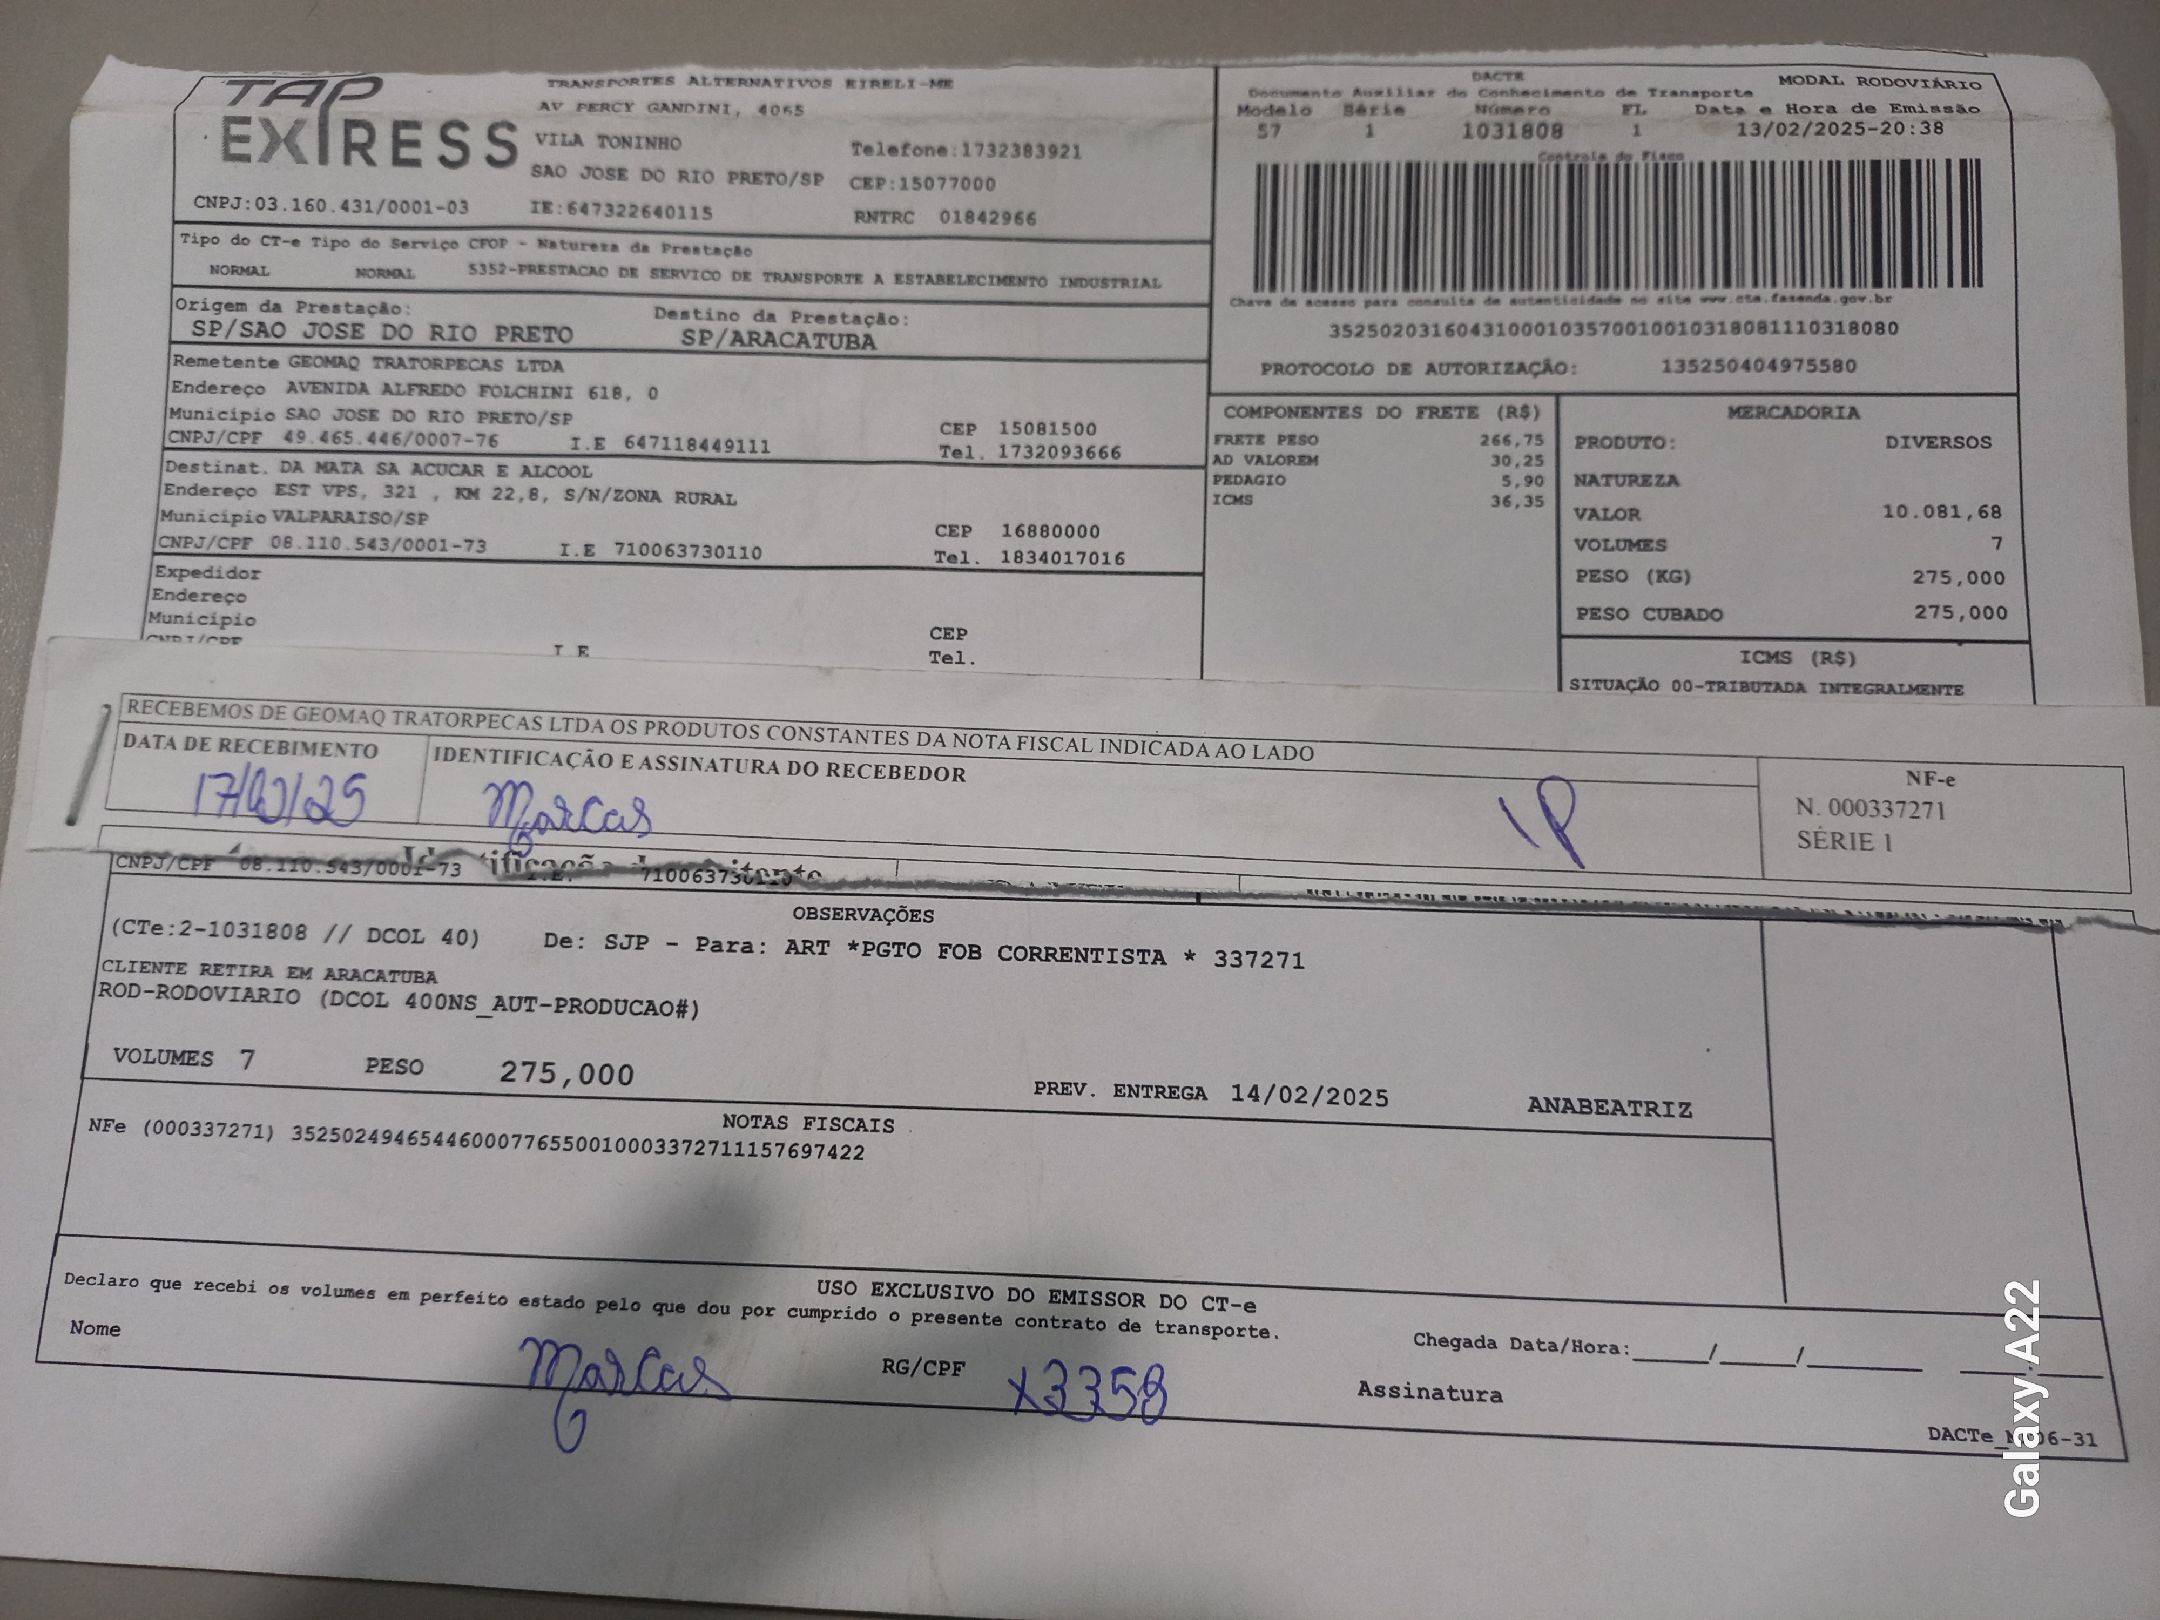 TAP EXPRESS
TRANSPORTES ALTERNATIVOS EIRELI-ME
AV PERCY GANDINI, 4065
VILA TONINHO
Telefone:1732383921
SAO JOSE DO RIO PRETO/SP CEP:15077000
CNPJ:03.160.431/0001-03 IE:647322640115 RNTRC 01842966
DACTE
MODAL RODOVIÁRIO
Documento Auxiliar do Conhecimento de Transporte
Modelo Série Número FL Data e Hora de Emissão
57 1 1031808 1 13/02/2025-20:38
Controle do Fisco
Chave de acesso para consulta de autenticidade no site www.cte.fazenda.gov.br
35250203160431000103570010010318081110318080
PROTOCOLO DE AUTORIZAÇÃO: 135250404975580
Tipo do CT-e Tipo do Serviço CFOP - Natureza da Prestação
NORMAL NORMAL 5352-PRESTACAO DE SERVICO DE TRANSPORTE A ESTABELECIMENTO INDUSTRIAL
Origem da Prestação: Destino da Prestação:
SP/SAO JOSE DO RIO PRETO SP/ARACATUBA
Remetente GEOMAQ TRATORPECAS LTDA
Endereço AVENIDA ALFREDO FOLCHINI 618, 0
Município SAO JOSE DO RIO PRETO/SP CEP 15081500
CNPJ/CPF 49.465.446/0007-76 I.E 647118449111 Tel. 1732093666
Destinat. DA MATA SA ACUCAR E ALCOOL
Endereço EST VPS, 321 , KM 22,8, S/N/ZONA RURAL
Município VALPARAISO/SP CEP 16880000
CNPJ/CPF 08.110.543/0001-73 I.E 710063730110 Tel. 1834017016
Expedidor
Endereço
Município CEP
CNPJ/CPF I E Tel.
COMPONENTES DO FRETE (R$)
FRETE PESO 266,75
AD VALOREM 30,25
PEDAGIO 5,90
ICMS 36,35
MERCADORIA
PRODUTO: DIVERSOS
NATUREZA
VALOR 10.081,68
VOLUMES 7
PESO (KG) 275,000
PESO CUBADO 275,000
ICMS (R$)
SITUAÇÃO 00-TRIBUTADA INTEGRALMENTE
RECEBEMOS DE GEOMAQ TRATORPECAS LTDA OS PRODUTOS CONSTANTES DA NOTA FISCAL INDICADA AO LADO
DATA DE RECEBIMENTO IDENTIFICAÇÃO E ASSINATURA DO RECEBEDOR
17/02/25 Marcas
NF-e
N. 000337271
SÉRIE 1
CNPJ/CPF 08.110.543/0001-73 I.E. 710063730110
OBSERVAÇÕES
(CTe:2-1031808 // DCOL 40) De: SJP - Para: ART *PGTO FOB CORRENTISTA * 337271
CLIENTE RETIRA EM ARACATUBA
ROD-RODOVIARIO (DCOL 400NS_AUT-PRODUCAO#)
VOLUMES 7 PESO 275,000 PREV. ENTREGA 14/02/2025 ANABEATRIZ
NOTAS FISCAIS
NFe (000337271) 35250249465446000776550010003372711157697422
USO EXCLUSIVO DO EMISSOR DO CT-e
Declaro que recebi os volumes em perfeito estado pelo que dou por cumprido o presente contrato de transporte.
Nome Marcas RG/CPF x3358 Chegada Data/Hora:_____/_____/_______
Assinatura
Galaxy A22